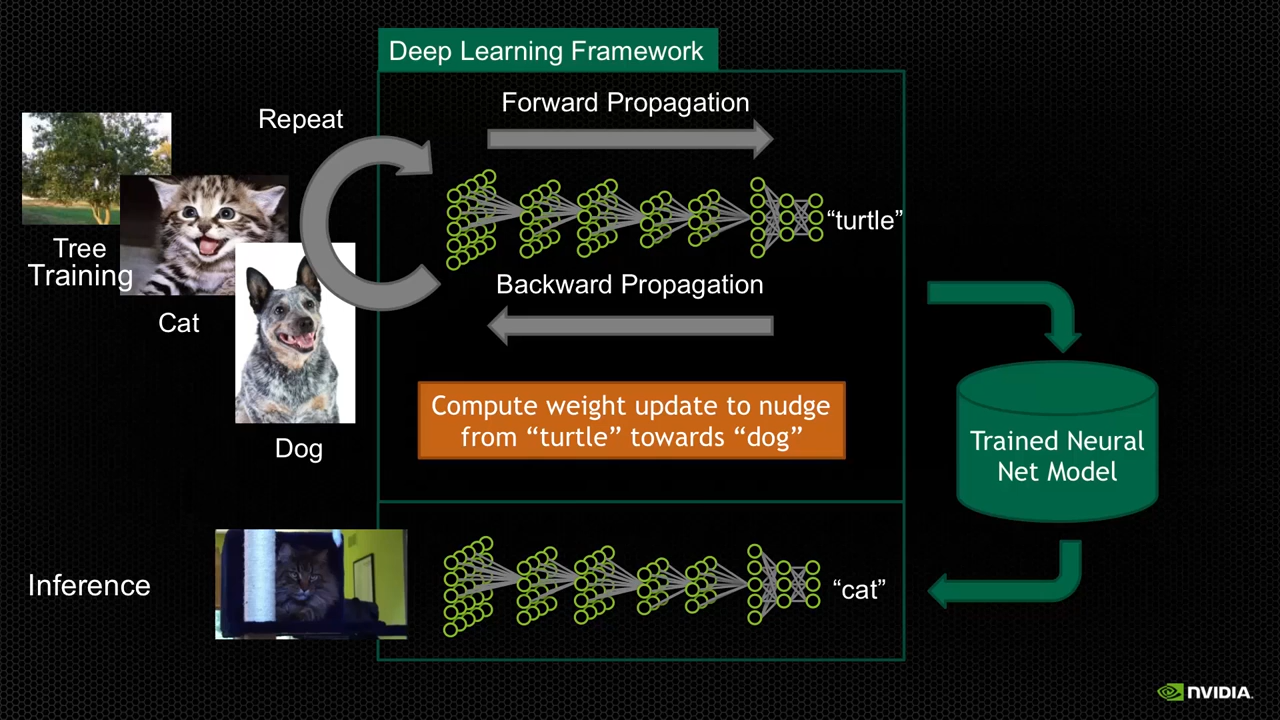 Deep Learning Framework
Forward Propagation
Repeat
“turtle”
Tree
Training
Backward Propagation
Cat
Compute weight update to nudge
from “turtle” towards “dog”
Dog
Trained Neural
Net Model
Inference
“cat”
NVIDIA.